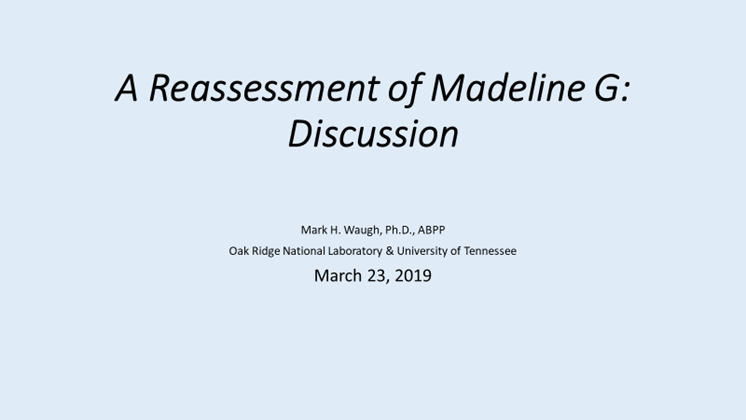 A Reassessment of Madeline G:
Discussion
Mark H. Waugh, Ph.D., ABPP
Oak Ridge National Laboratory & University of Tennessee
March 23, 2019